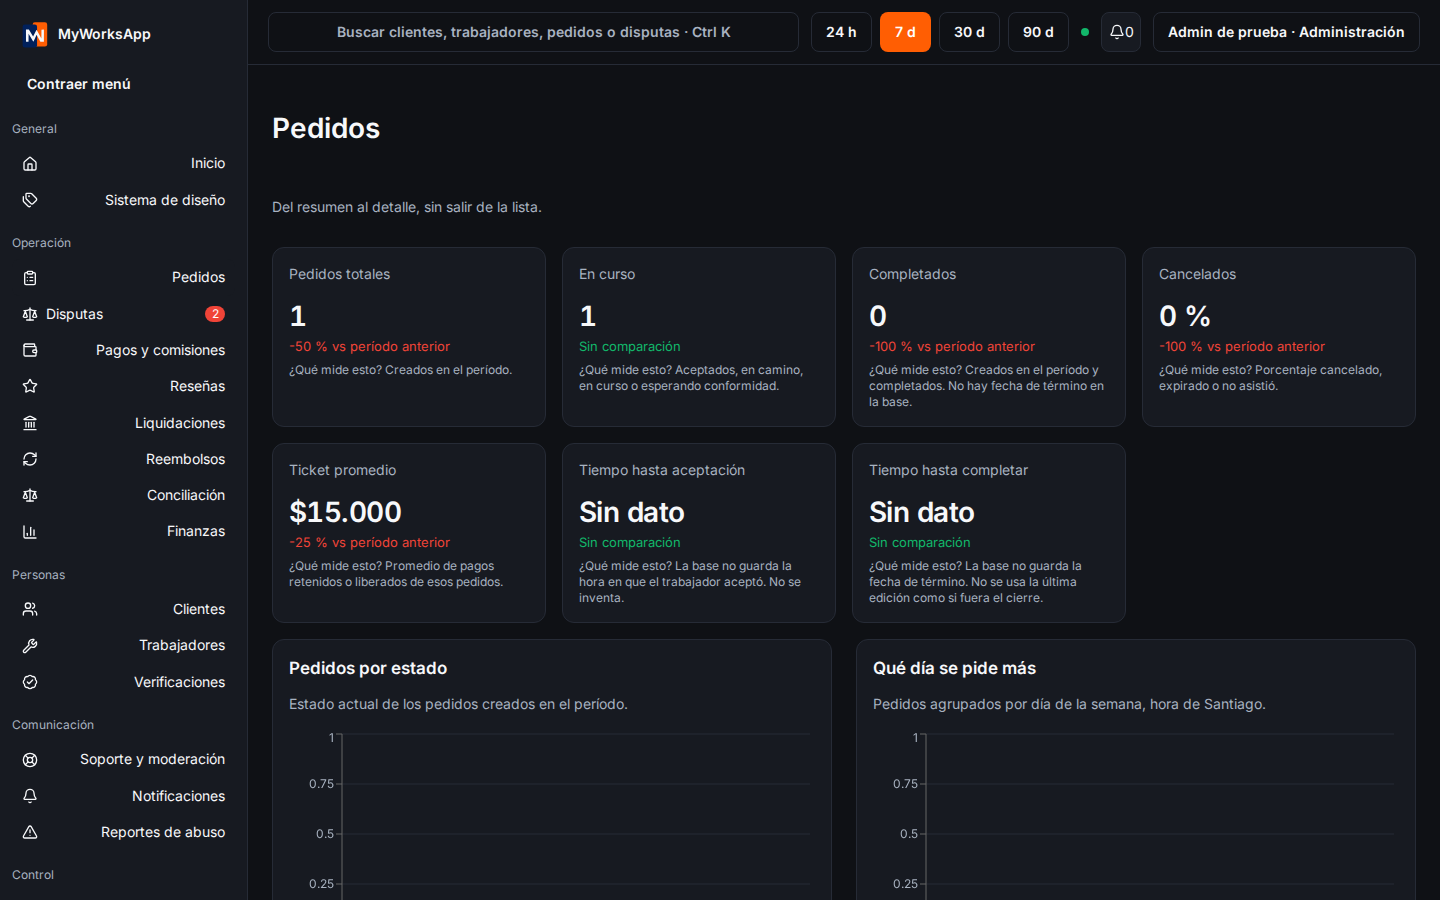 MyWorksApp
Contraer menú
General
Inicio
Sistema de diseño
Operación
Pedidos
Disputas 2
Pagos y comisiones
Reseñas
Liquidaciones
Reembolsos
Conciliación
Finanzas
Personas
Clientes
Trabajadores
Verificaciones
Comunicación
Soporte y moderación
Notificaciones
Reportes de abuso
Control
Buscar clientes, trabajadores, pedidos o disputas · Ctrl K
24 h
7 d
30 d
90 d
0
Admin de prueba · Administración
Pedidos
Del resumen al detalle, sin salir de la lista.
Pedidos totales
1
-50 % vs período anterior
¿Qué mide esto? Creados en el período.
En curso
1
Sin comparación
¿Qué mide esto? Aceptados, en camino,
en curso o esperando conformidad.
Completados
0
-100 % vs período anterior
¿Qué mide esto? Creados en el período y
completados. No hay fecha de término en
la base.
Cancelados
0 %
-100 % vs período anterior
¿Qué mide esto? Porcentaje cancelado,
expirado o no asistió.
Ticket promedio
$15.000
-25 % vs período anterior
¿Qué mide esto? Promedio de pagos
retenidos o liberados de esos pedidos.
Tiempo hasta aceptación
Sin dato
Sin comparación
¿Qué mide esto? La base no guarda la
hora en que el trabajador aceptó. No se
inventa.
Tiempo hasta completar
Sin dato
Sin comparación
¿Qué mide esto? La base no guarda la
fecha de término. No se usa la última
edición como si fuera el cierre.
Pedidos por estado
Estado actual de los pedidos creados en el período.
1
0.75
0.5
0.25
Qué día se pide más
Pedidos agrupados por día de la semana, hora de Santiago.
1
0.75
0.5
0.25